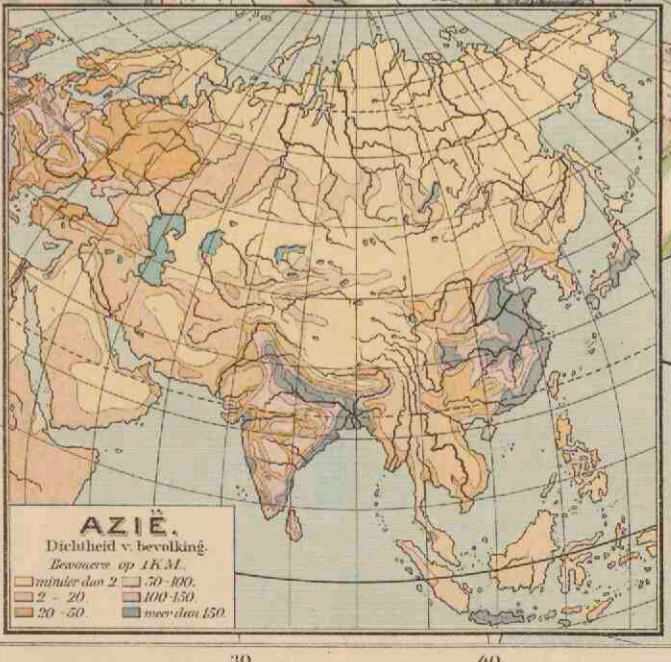 AZIË.
Dichtheid v. bevolking.
Bewoners op 1 K.M.
minder dan 2
50-100.
2 - 20
100-150.
20 - 50.
meer dan 150.
30
40